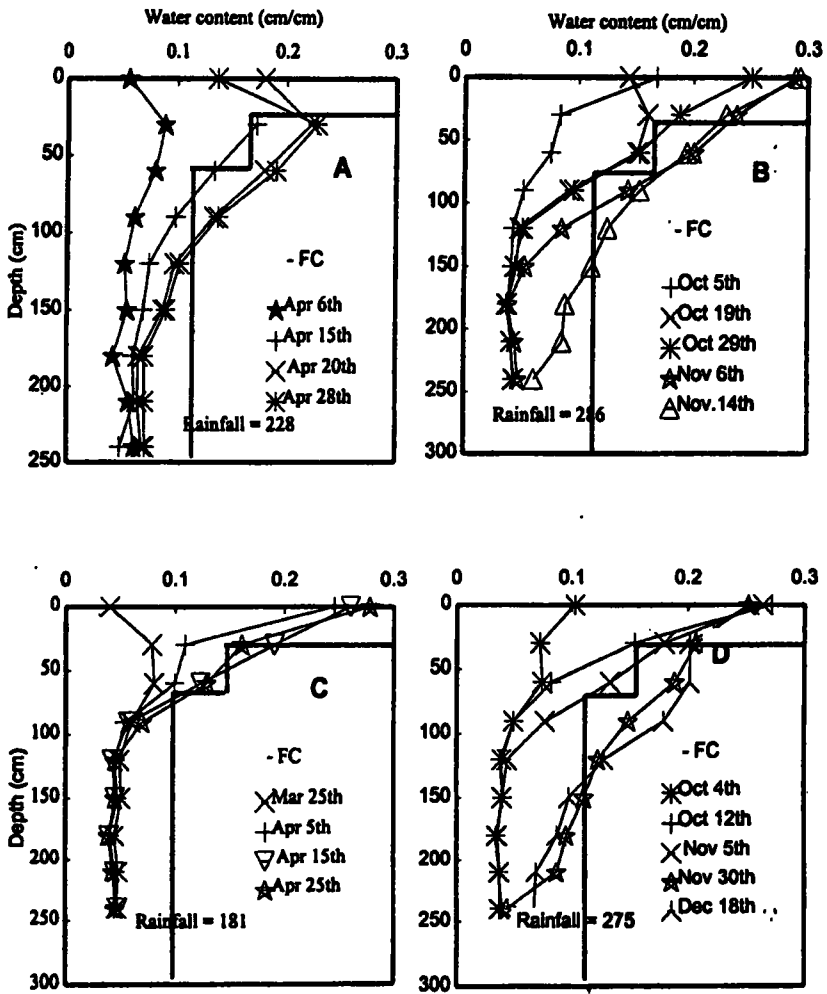 Water content (cm/cm)
0 0.1 0.2 0.3
Depth (cm)
0
50
100
150
200
250
A
- FC
Apr 6th
Apr 15th
Apr 20th
Apr 28th
Rainfall = 228
Water content (cm/cm)
0 0.1 0.2 0.3
0
50
100
150
200
250
300
B
- FC
Oct 5th
Oct 19th
Oct 29th
Nov 6th
Nov.14th
Rainfall = 286
0 0.1 0.2 0.3
Depth (cm)
0
50
100
150
200
250
300
C
- FC
Mar 25th
Apr 5th
Apr 15th
Apr 25th
Rainfall = 181
0 0.1 0.2 0.3
0
50
100
150
200
250
300
D
- FC
Oct 4th
Oct 12th
Nov 5th
Nov 30th
Dec 18th
Rainfall = 275